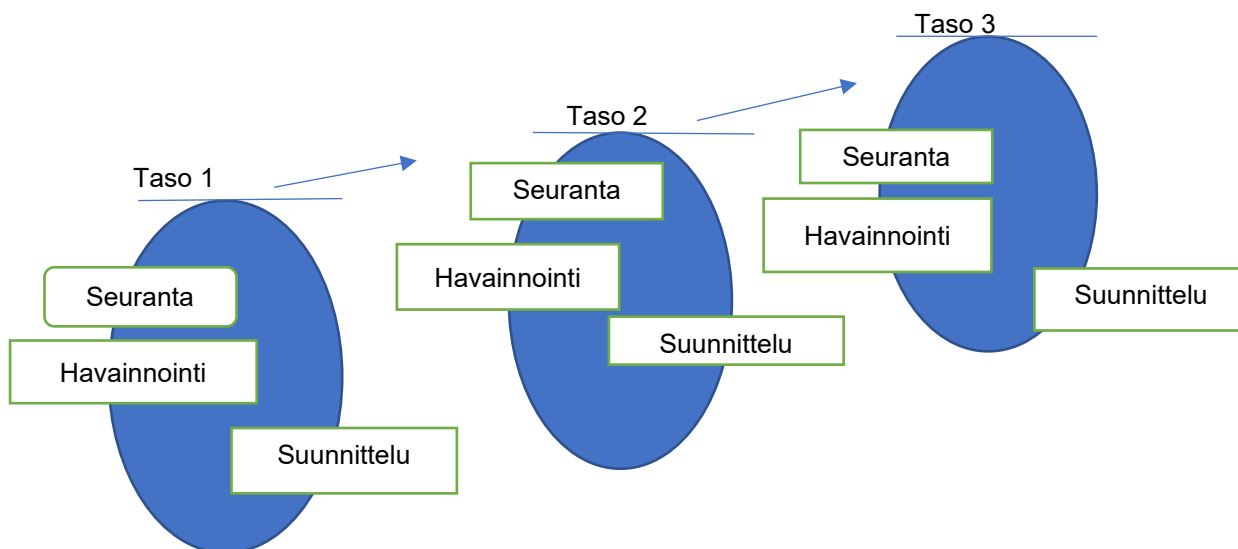 Taso 1
Seuranta
Havainnointi
Suunnittelu
Taso 2
Seuranta
Havainnointi
Suunnittelu
Taso 3
Seuranta
Havainnointi
Suunnittelu